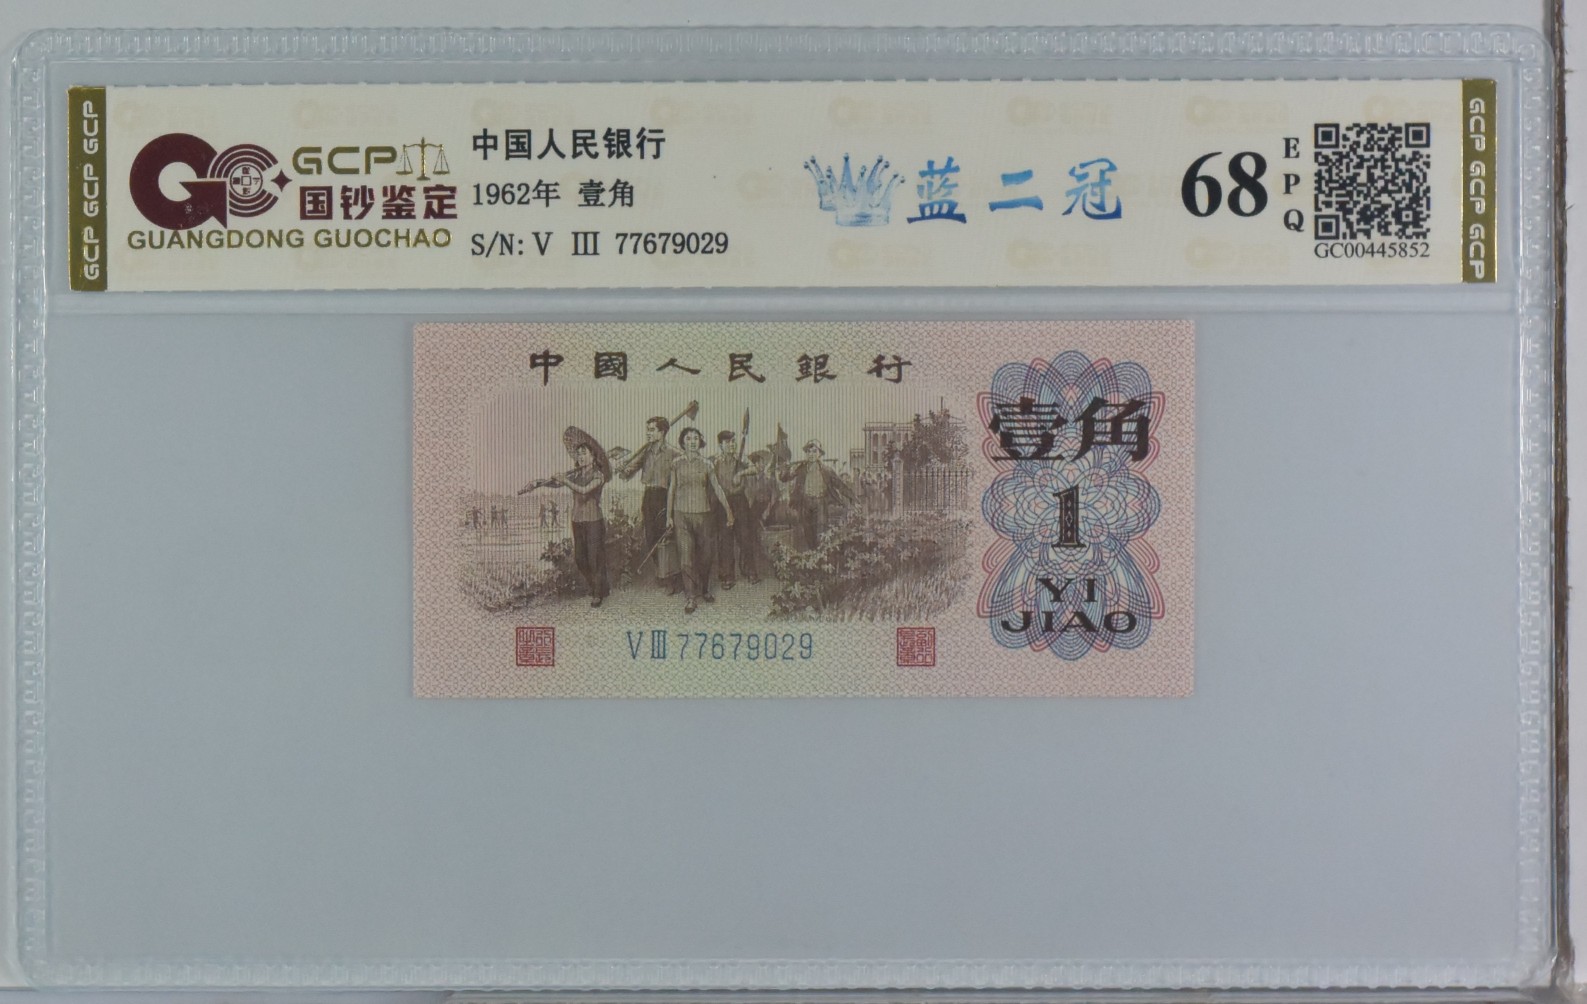 GCP GCP GCP
GCP
国钞鉴定
GUANGDONG GUOCHAO
中国人民银行
1962年 壹角
S/N: V III 77679029
蓝二冠
68
EPQ
GC00445852
GCP GCP GCP
中國人民銀行
壹角
1
YI
JIAO
V III 77679029